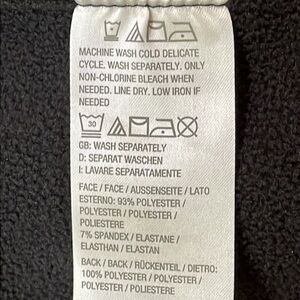 MACHINE WASH COLD DELICATE
CYCLE. WASH SEPARATELY. ONLY
NON-CHLORINE BLEACH WHEN
NEEDED. LINE DRY. LOW IRON IF
NEEDED
30
GB: WASH SEPARATELY
D: SEPARAT WASCHEN
I: LAVARE SEPARATAMENTE
FACE / FACE / AUSSENSEITE / LATO
ESTERNO: 93% POLYESTER /
POLYESTER / POLYESTER /
POLIESTERE
7% SPANDEX / ELASTANE /
ELASTHAN / ELASTAN
BACK / BACK / RÜCKENTEIL / DIETRO:
100% POLYESTER / POLYESTER /
POLYESTER / POLIESTERE